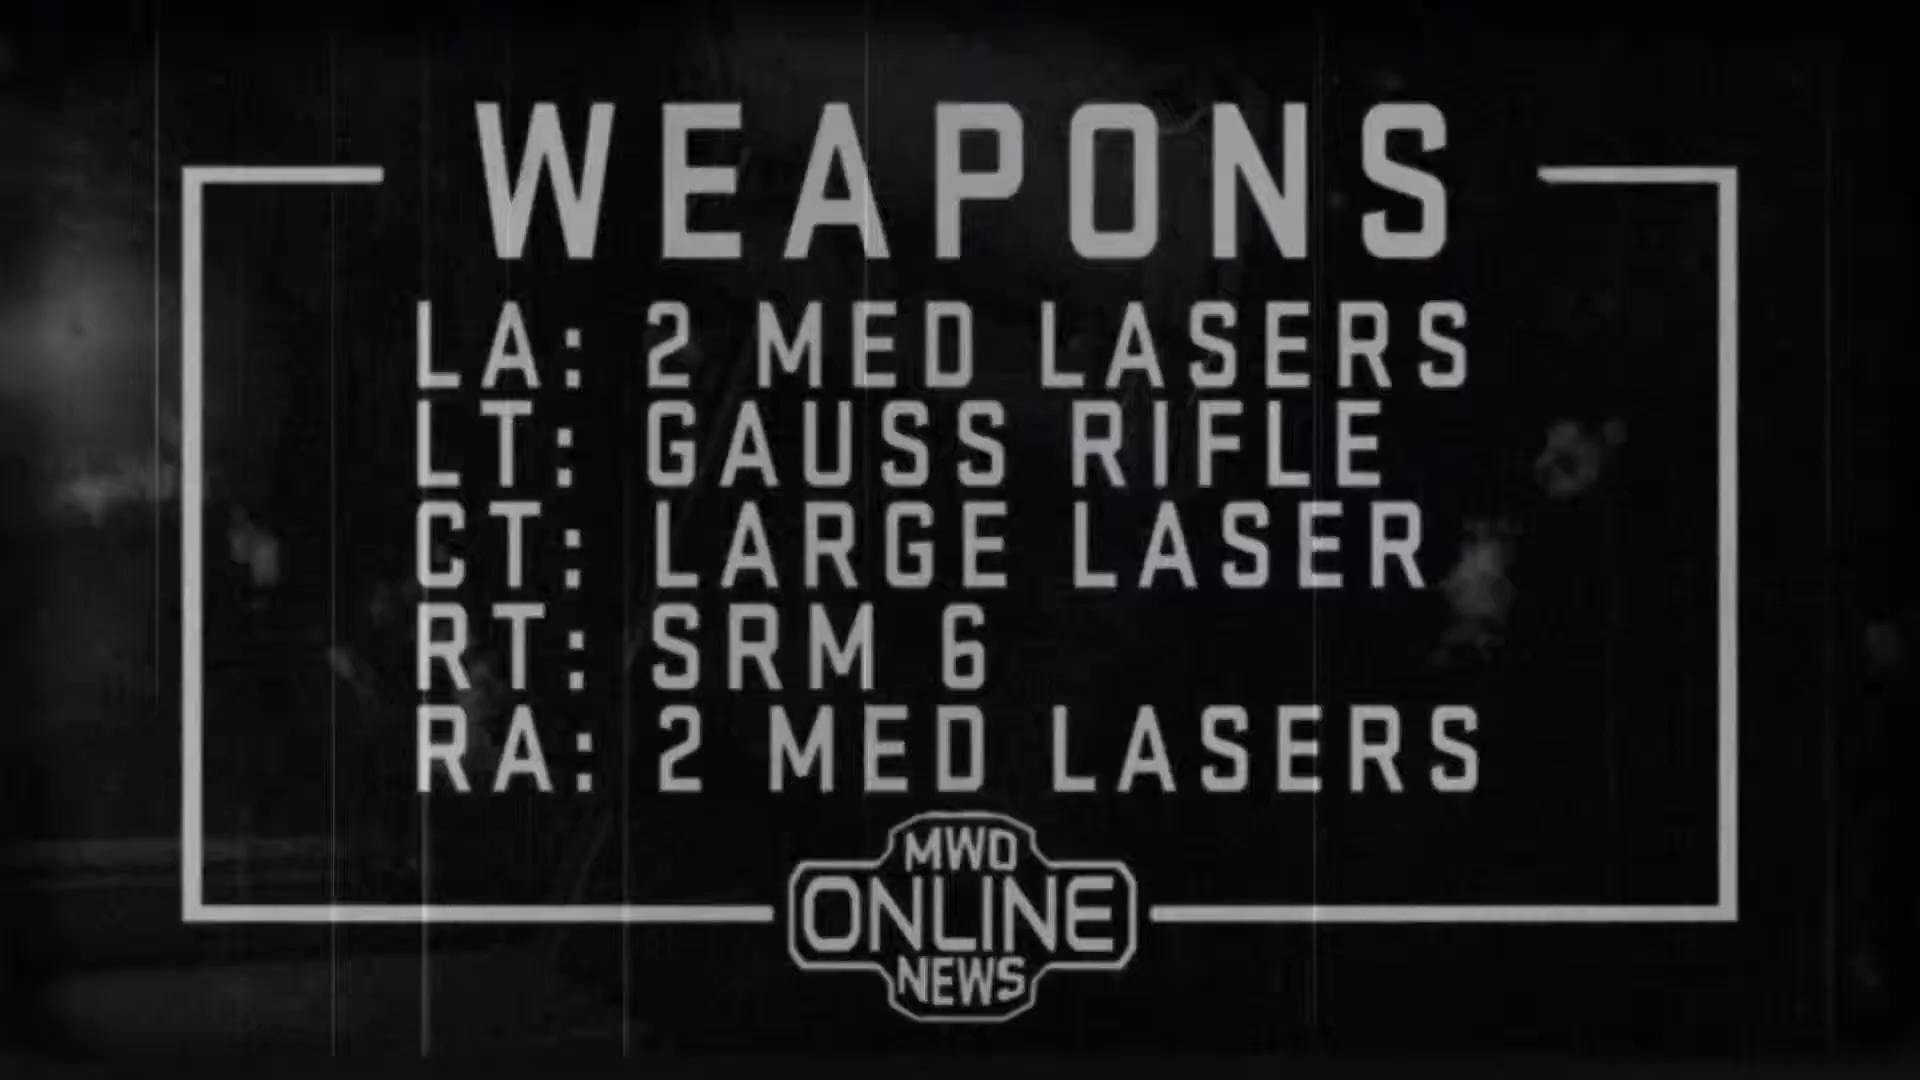 WEAPONS
LA: 2 MED LASERS
LT: GAUSS RIFLE
CT: LARGE LASER
RT: SRM 6
RA: 2 MED LASERS
MWO
ONLINE
NEWS